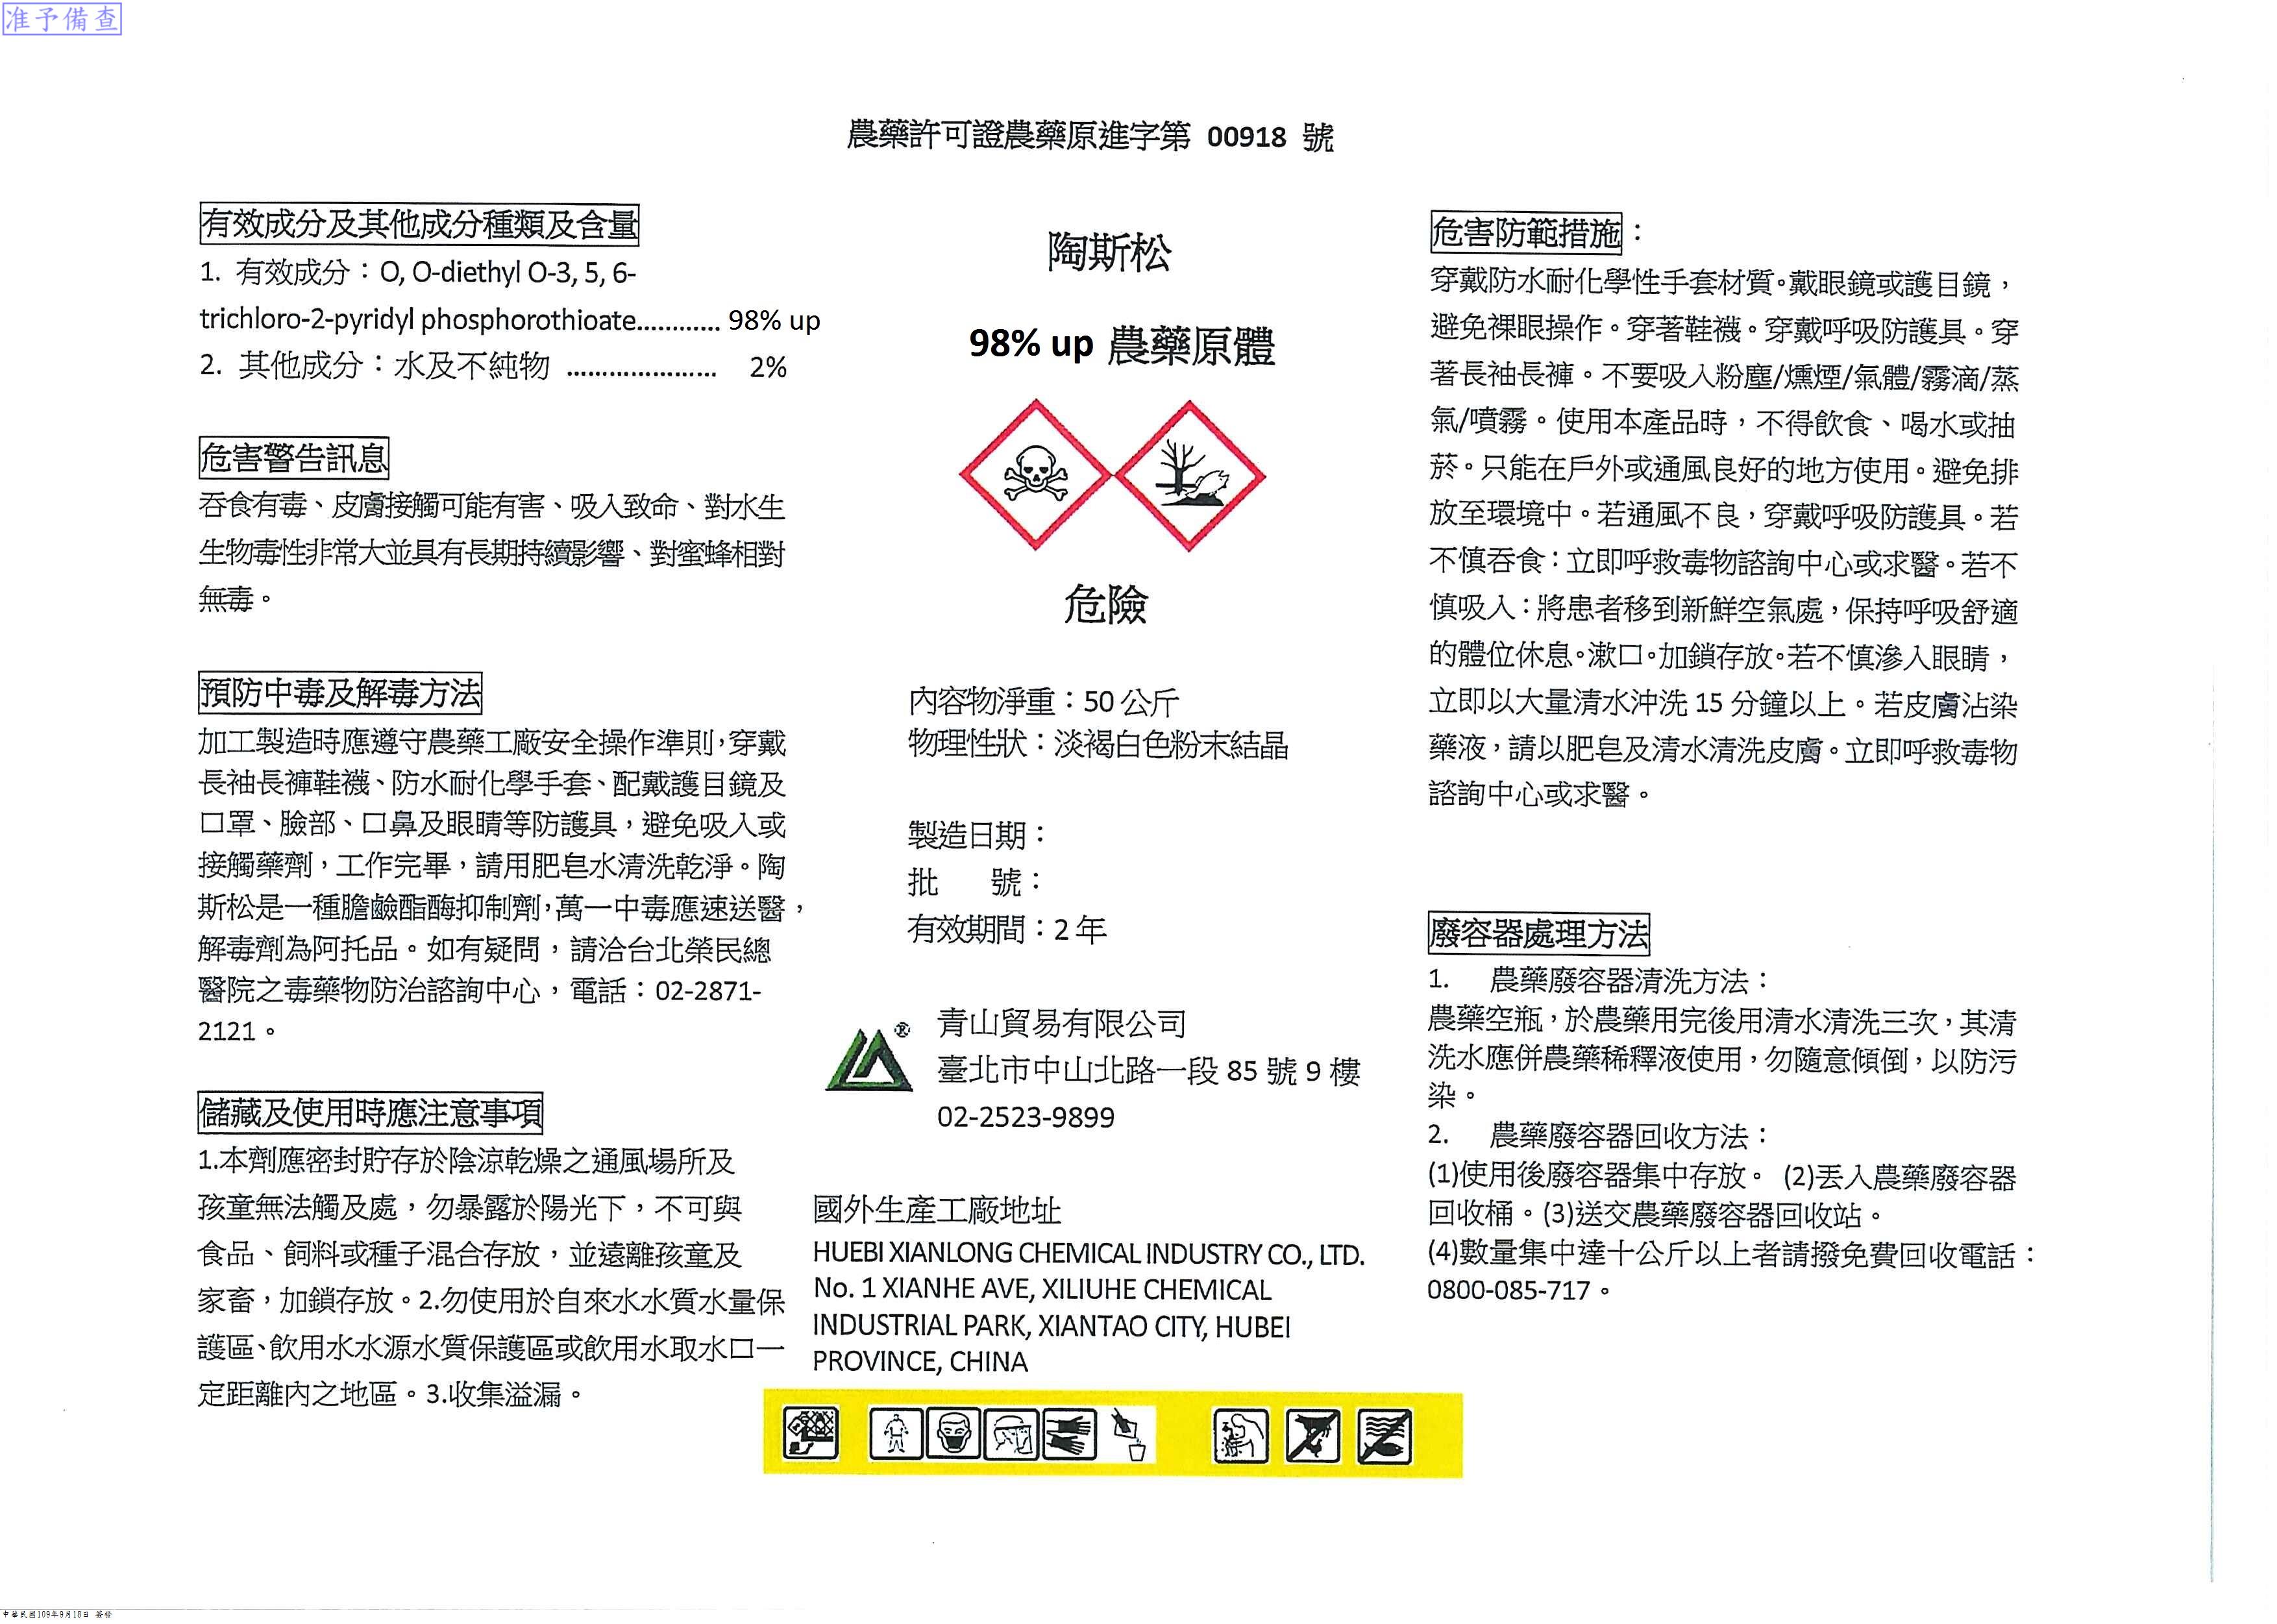 准予備查
農藥許可證農藥原進字第 00918 號
有效成分及其他成分種類及含量
1. 有效成分：O, O-diethyl O-3, 5, 6-
trichloro-2-pyridyl phosphorothioate............ 98% up
2. 其他成分：水及不純物 ..................... 2%
危害警告訊息
吞食有毒、皮膚接觸可能有害、吸入致命、對水生
生物毒性非常大並具有長期持續影響、對蜜蜂相對
無毒。
預防中毒及解毒方法
加工製造時應遵守農藥工廠安全操作準則，穿戴
長袖長褲鞋襪、防水耐化學手套、配戴護目鏡及
口罩、臉部、口鼻及眼睛等防護具，避免吸入或
接觸藥劑，工作完畢，請用肥皂水清洗乾淨。陶
斯松是一種膽鹼酯酶抑制劑，萬一中毒應速送醫，
解毒劑為阿托品。如有疑問，請洽台北榮民總
醫院之毒藥物防治諮詢中心，電話：02-2871-
2121。
儲藏及使用時應注意事項
1.本劑應密封貯存於陰涼乾燥之通風場所及
孩童無法觸及處，勿暴露於陽光下，不可與
食品、飼料或種子混合存放，並遠離孩童及
家畜，加鎖存放。2.勿使用於自來水水質水量保
護區、飲用水水源水質保護區或飲用水取水口一
定距離內之地區。3.收集溢漏。
陶斯松
98% up 農藥原體
危險
內容物淨重：50 公斤
物理性狀：淡褐白色粉末結晶
製造日期：
批 號：
有效期間：2 年
®
青山貿易有限公司
臺北市中山北路一段 85 號 9 樓
02-2523-9899
國外生產工廠地址
HUEBI XIANLONG CHEMICAL INDUSTRY CO., LTD.
No. 1 XIANHE AVE, XILIUHE CHEMICAL
INDUSTRIAL PARK, XIANTAO CITY, HUBEI
PROVINCE, CHINA
危害防範措施：
穿戴防水耐化學性手套材質。戴眼鏡或護目鏡，
避免裸眼操作。穿著鞋襪。穿戴呼吸防護具。穿
著長袖長褲。不要吸入粉塵/燻煙/氣體/霧滴/蒸
氣/噴霧。使用本產品時，不得飲食、喝水或抽
菸。只能在戶外或通風良好的地方使用。避免排
放至環境中。若通風不良，穿戴呼吸防護具。若
不慎吞食：立即呼救毒物諮詢中心或求醫。若不
慎吸入：將患者移到新鮮空氣處，保持呼吸舒適
的體位休息。漱口。加鎖存放。若不慎滲入眼睛，
立即以大量清水沖洗 15 分鐘以上。若皮膚沾染
藥液，請以肥皂及清水清洗皮膚。立即呼救毒物
諮詢中心或求醫。
廢容器處理方法
1. 農藥廢容器清洗方法：
農藥空瓶，於農藥用完後用清水清洗三次，其清
洗水應併農藥稀釋液使用，勿隨意傾倒，以防污
染。
2. 農藥廢容器回收方法：
(1)使用後廢容器集中存放。 (2)丟入農藥廢容器
回收桶。(3)送交農藥廢容器回收站。
(4)數量集中達十公斤以上者請撥免費回收電話：
0800-085-717。
中華民國109年9月18日 簽發